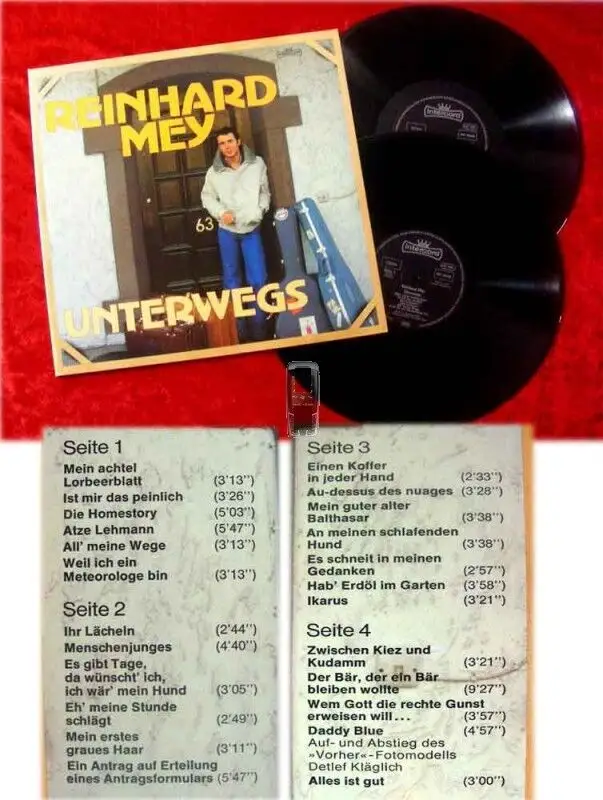 REINHARD
MEY
63
UNTERWEGS
Intercord
Intercord
Seite 1
Mein achtel
Lorbeerblatt (3'13'')
Ist mir das peinlich (3'26'')
Die Homestory (5'03'')
Atze Lehmann (5'47'')
All' meine Wege (3'13'')
Weil ich ein
Meteorologe bin (3'13'')
Seite 2
Ihr Lächeln (2'44'')
Menschenjunges (4'40'')
Es gibt Tage,
da wünscht' ich,
ich wär' mein Hund (3'05'')
Eh' meine Stunde
schlägt (2'49'')
Mein erstes
graues Haar (3'11'')
Ein Antrag auf Erteilung
eines Antragsformulars (5'47'')
Seite 3
Einen Koffer
in jeder Hand (2'33'')
Au-dessus des nuages (3'28'')
Mein guter alter
Balthasar (3'38'')
An meinen schlafenden
Hund (3'38'')
Es schneit in meinen
Gedanken (2'57'')
Hab' Erdöl im Garten (3'58'')
Ikarus (3'21'')
Seite 4
Zwischen Kiez und
Kudamm (3'21'')
Der Bär, der ein Bär
bleiben wollte (9'27'')
Wem Gott die rechte Gunst
erweisen will... (3'57'')
Daddy Blue (4'57'')
Auf- und Abstieg des
»Vorher«-Fotomodells
Detlef Kläglich
Alles ist gut (3'00'')